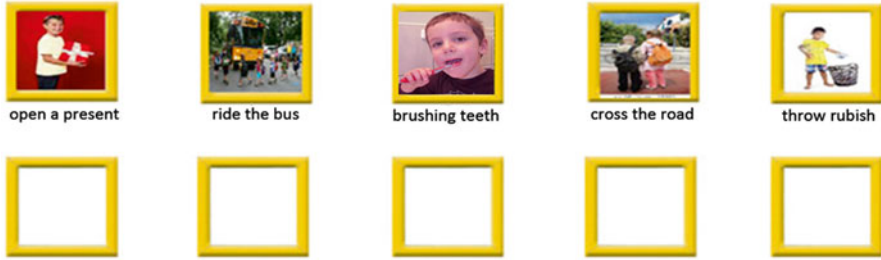 open a present ride the bus brushing teeth cross the road throw rubish